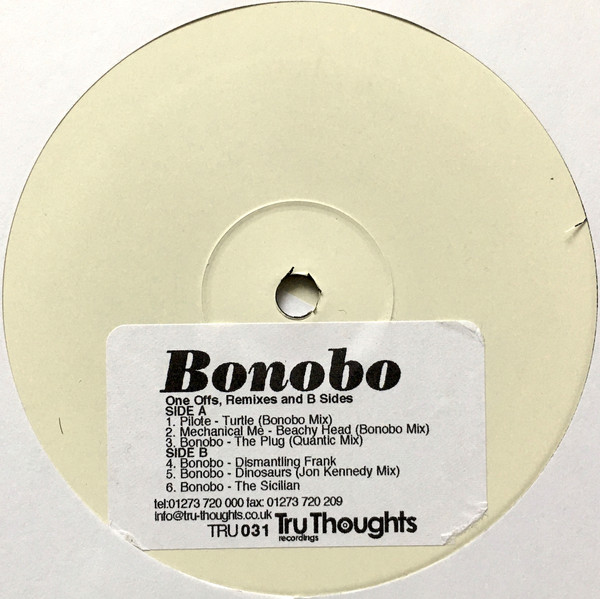 Bonobo
One Offs, Remixes and B Sides
SIDE A
1. Pilote - Turtle (Bonobo Mix)
2. Mechanical Me - Beachy Head (Bonobo Mix)
3. Bonobo - The Plug (Quantic Mix)
SIDE B
4. Bonobo - Dismantling Frank
5. Bonobo - Dinosaurs (Jon Kennedy Mix)
6. Bonobo - The Sicilian
tel:01273 720 000 fax: 01273 720 209
info@tru-thoughts.co.uk
TRU 031 Tru Thoughts
recordings